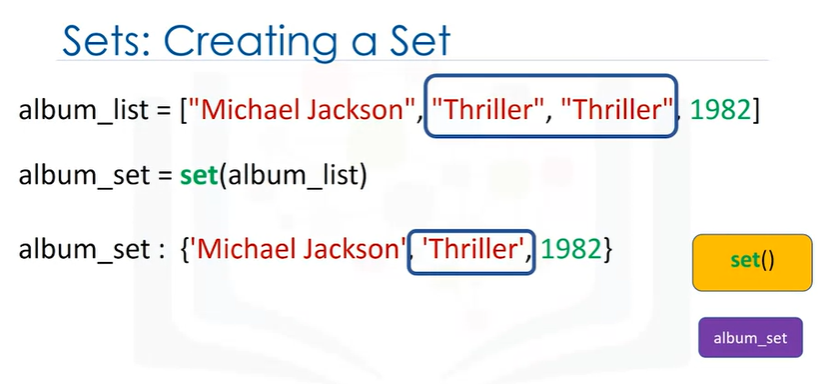 Sets: Creating a Set
album_list = ["Michael Jackson", "Thriller", "Thriller", 1982]
album_set = set(album_list)
album_set : {'Michael Jackson', 'Thriller', 1982}
set()
album_set